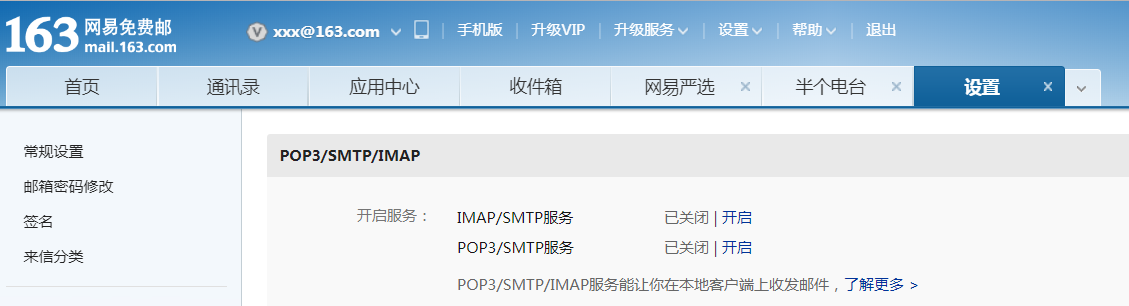 163 网易免费邮
mail.163.com
V xxx@163.com 手机版 | 升级VIP | 升级服务 | 设置 | 帮助 | 退出
首页 通讯录 应用中心 收件箱 网易严选 × 半个电台 × 设置 ×
常规设置
邮箱密码修改
签名
来信分类
POP3/SMTP/IMAP
开启服务： IMAP/SMTP服务 已关闭 | 开启
POP3/SMTP服务 已关闭 | 开启
POP3/SMTP/IMAP服务能让你在本地客户端上收发邮件，了解更多 >